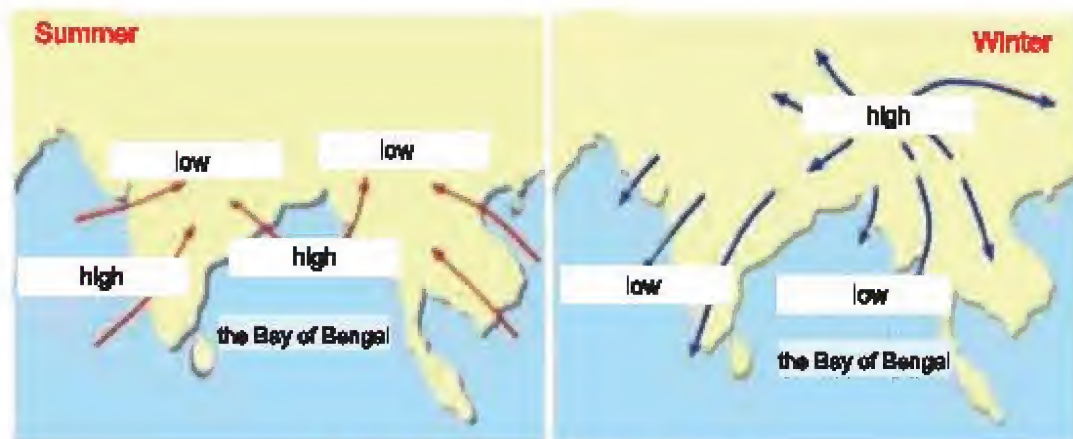 Summer
low
low
high
high
the Bay of Bengal
Winter
high
low
low
the Bay of Bengal